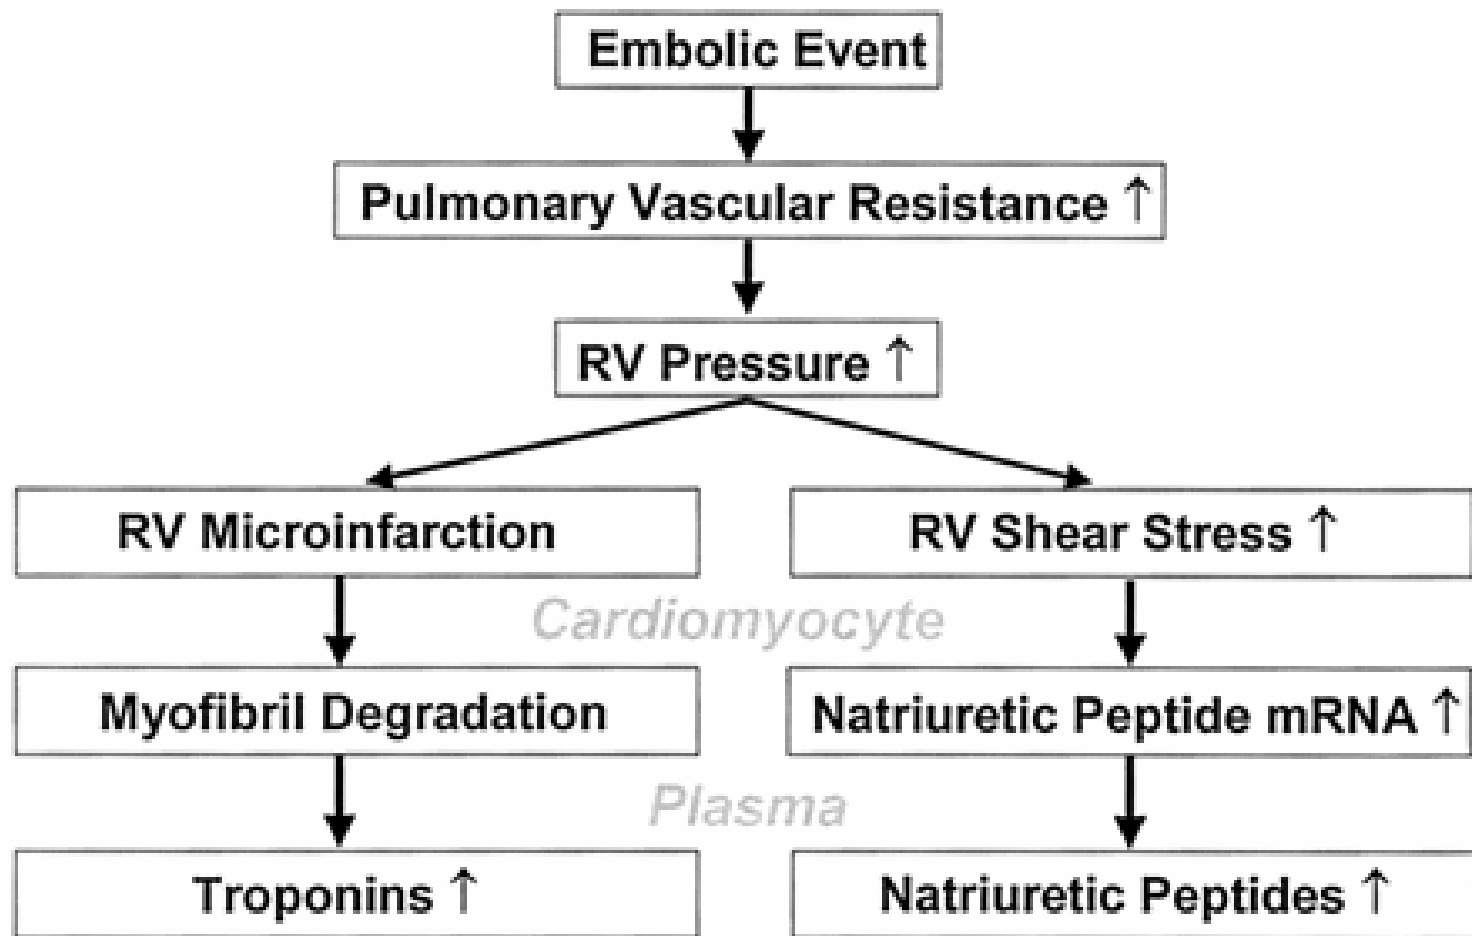 Embolic Event
Pulmonary Vascular Resistance ↑
RV Pressure ↑
RV Microinfarction
RV Shear Stress ↑
Cardiomyocyte
Myofibril Degradation
Natriuretic Peptide mRNA ↑
Plasma
Troponins ↑
Natriuretic Peptides ↑